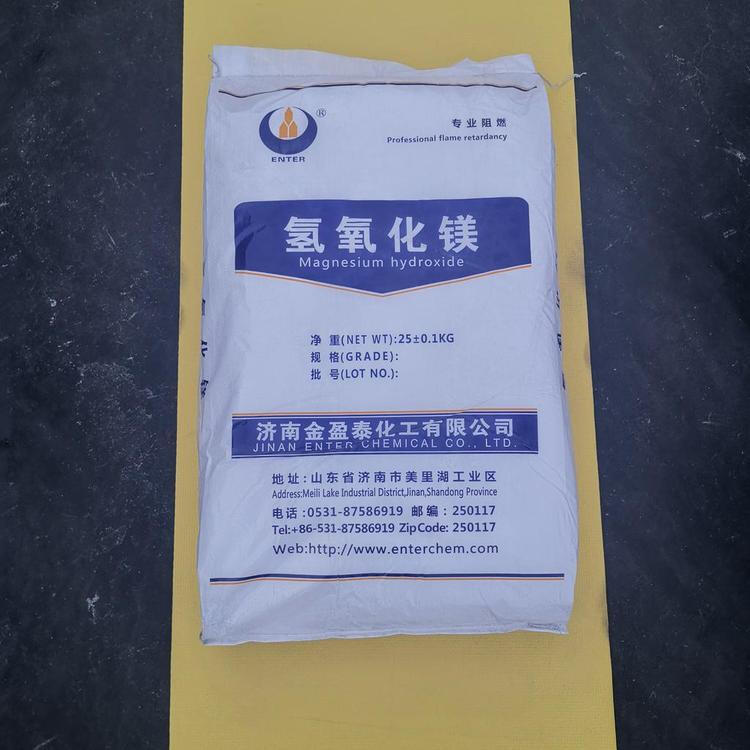 ®
ENTER
专业阻燃
Professional flame retardancy
氢氧化镁
Magnesium hydroxide
净 重(NET WT):25±0.1KG
规 格(GRADE):
批 号(LOT NO.):
济南金盈泰化工有限公司
JINAN ENTER CHEMICAL CO., LTD.
地址:山东省济南市美里湖工业区
Address:Meili Lake Industrial District,Jinan,Shandong Province
电话:0531-87586919 邮编:250117
Tel:+86-531-87586919 ZipCode: 250117
Web:http://www.enterchem.com